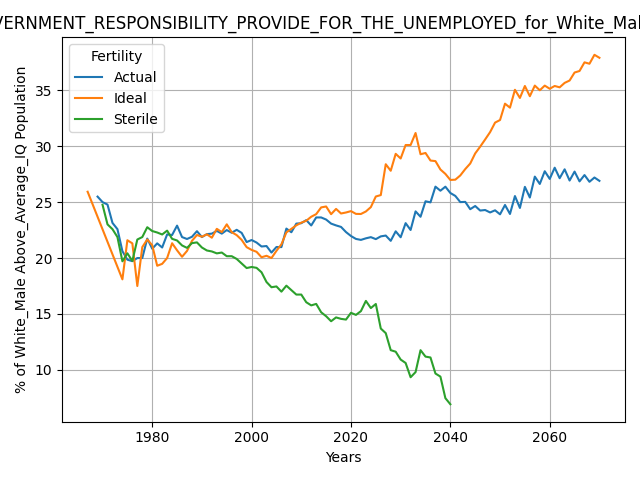 VERNMENT_RESPONSIBILITY_PROVIDE_FOR_THE_UNEMPLOYED_for_White_Mal
Fertility
Actual
Ideal
Sterile
% of White_Male Above_Average_IQ Population
35
30
25
20
15
10
1980
2000
2020
2040
2060
Years